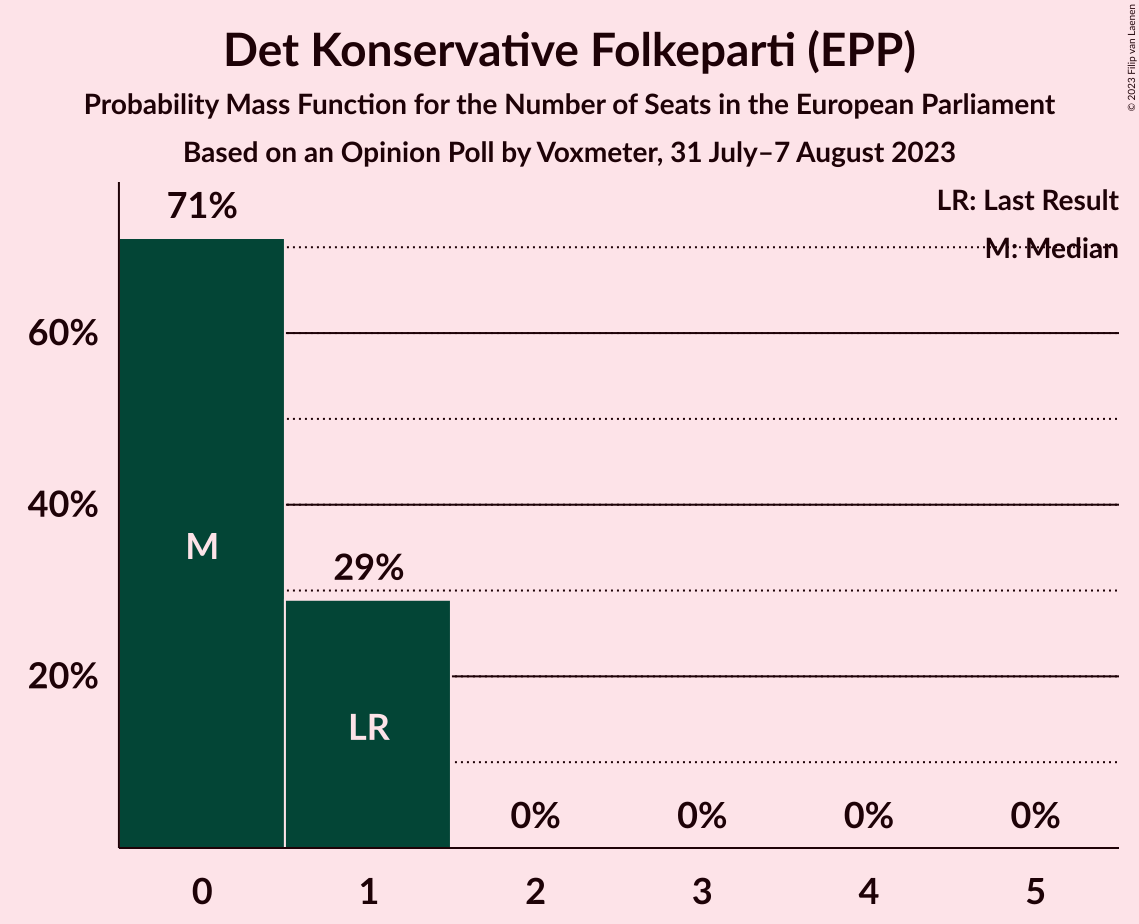 Det Konservative Folkeparti (EPP)
Probability Mass Function for the Number of Seats in the European Parliament
Based on an Opinion Poll by Voxmeter, 31 July–7 August 2023
© 2023 Filip van Laenen
LR: Last Result
M: Median
71%
60%
40%
20%
M
29%
LR
0%
0%
0%
0%
0
1
2
3
4
5